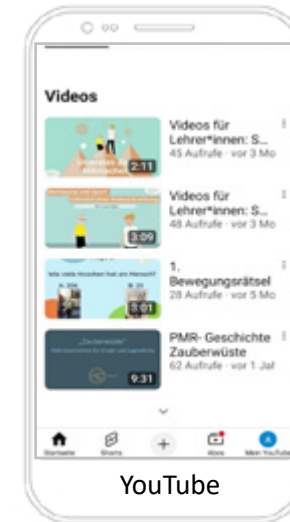 Videos
Videos für
Lehrer*innen: S...
45 Aufrufe · vor 3 Mo
2:11
Videos für
Lehrer*innen: S...
48 Aufrufe · vor 3 Mo
3:09
1.
Bewegungsrätsel
28 Aufrufe · vor 5 Mo
Wie viele Knochen hat ein Mensch?
8:01
PMR- Geschichte
Zauberwüste
62 Aufrufe · vor 1 Jah
„Zauberwüste“
9:31
Startseite
Shorts
Abos
Mein YouTube
YouTube